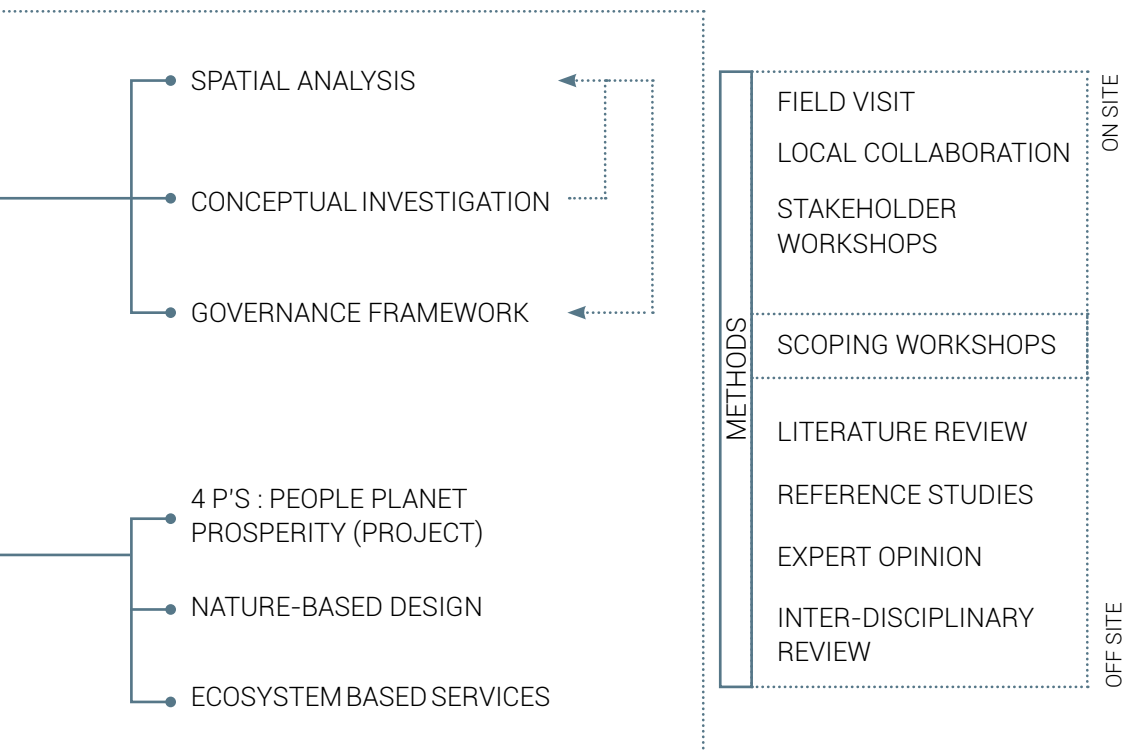 SPATIAL ANALYSIS
CONCEPTUAL INVESTIGATION
GOVERNANCE FRAMEWORK
4 P'S : PEOPLE PLANET
PROSPERITY (PROJECT)
NATURE-BASED DESIGN
ECOSYSTEM BASED SERVICES
METHODS
FIELD VISIT
LOCAL COLLABORATION
STAKEHOLDER
WORKSHOPS
SCOPING WORKSHOPS
LITERATURE REVIEW
REFERENCE STUDIES
EXPERT OPINION
INTER-DISCIPLINARY
REVIEW
ON SITE
OFF SITE